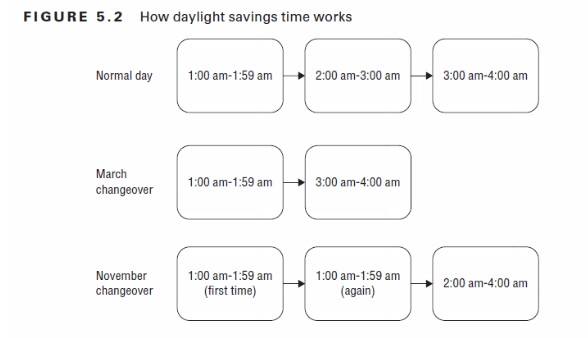 FIGURE 5.2 How daylight savings time works
Normal day
1:00 am-1:59 am
2:00 am-3:00 am
3:00 am-4:00 am
March
changeover
1:00 am-1:59 am
3:00 am-4:00 am
November
changeover
1:00 am-1:59 am
(first time)
1:00 am-1:59 am
(again)
2:00 am-4:00 am